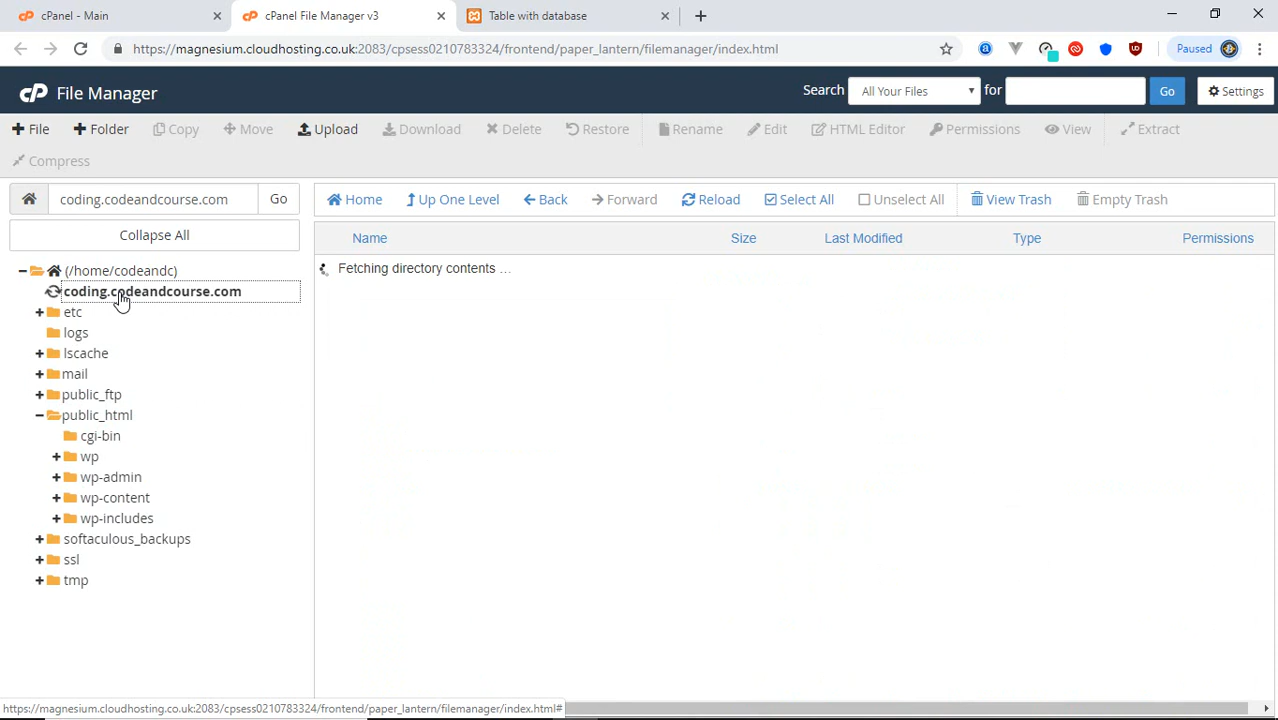 cPanel - Main
cPanel File Manager v3
Table with database
https://magnesium.cloudhosting.co.uk:2083/cpsess0210783324/frontend/paper_lantern/filemanager/index.html
Paused
cP File Manager
Search All Your Files for Go Settings
File Folder Copy Move Upload Download Delete Restore Rename Edit HTML Editor Permissions View Extract
Compress
coding.codeandcourse.com Go
Home Up One Level Back Forward Reload Select All Unselect All View Trash Empty Trash
Collapse All
Name Size Last Modified Type Permissions
Fetching directory contents ...
(/home/codeandc)
coding.codeandcourse.com
etc
logs
lscache
mail
public_ftp
public_html
cgi-bin
wp
wp-admin
wp-content
wp-includes
softaculous_backups
ssl
tmp
https://magnesium.cloudhosting.co.uk:2083/cpsess0210783324/frontend/paper_lantern/filemanager/index.html#